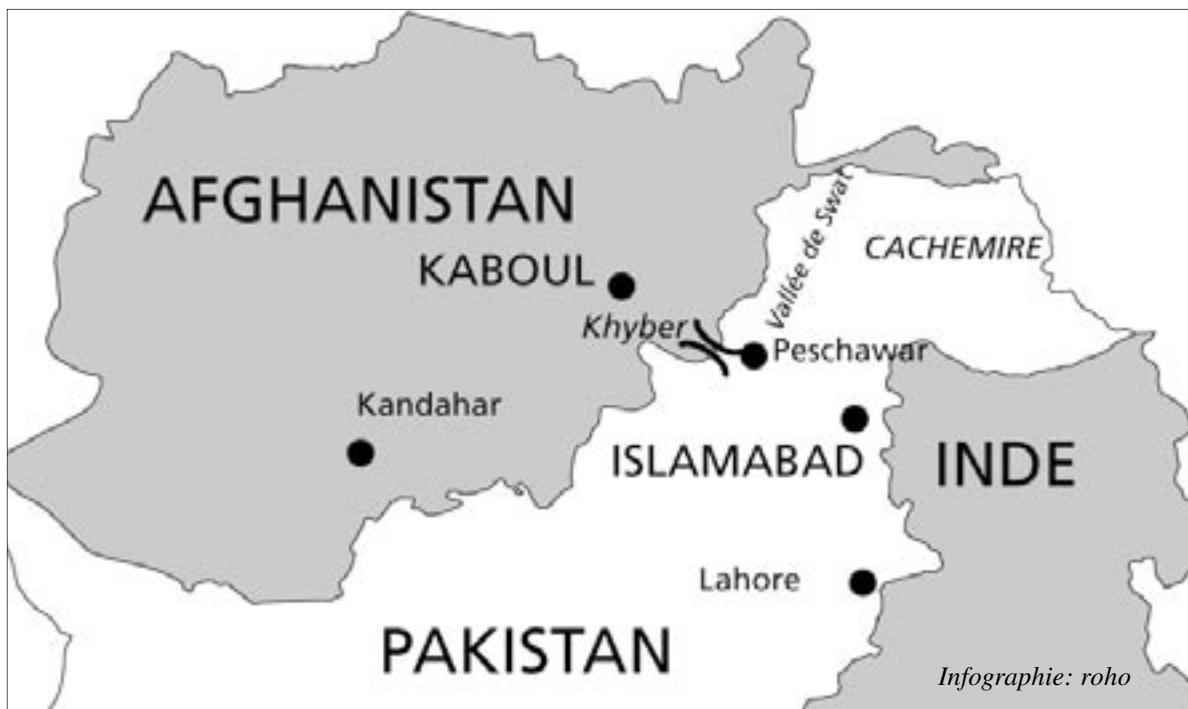 AFGHANISTAN
Vallée de Swat
CACHEMIRE
KABOUL
Khyber
Peschawar
Kandahar
ISLAMABAD
INDE
Lahore
PAKISTAN
Infographie: roho